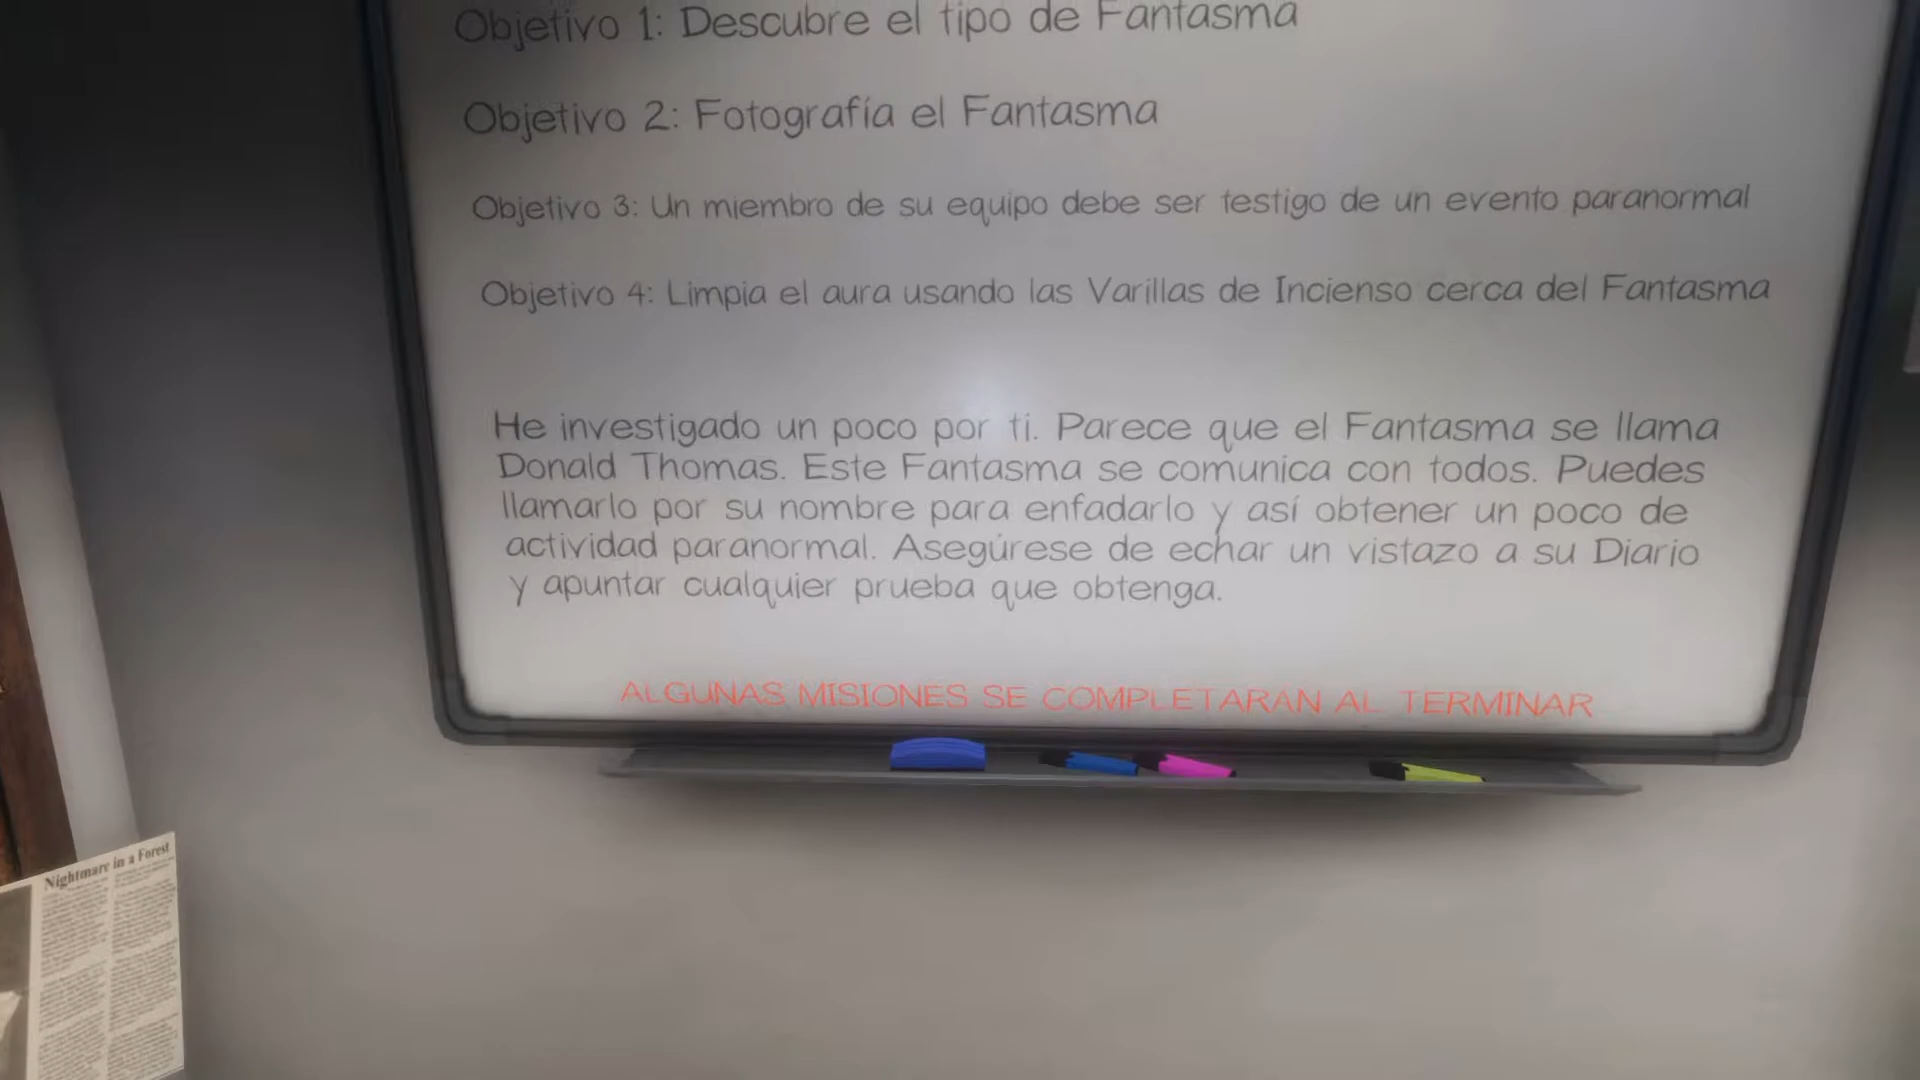 Objetivo 1: Descubre el tipo de Fantasma
Objetivo 2: Fotografía el Fantasma
Objetivo 3: Un miembro de su equipo debe ser testigo de un evento paranormal
Objetivo 4: Limpia el aura usando las Varillas de Incienso cerca del Fantasma
He investigado un poco por ti. Parece que el Fantasma se llama
Donald Thomas. Este Fantasma se comunica con todos. Puedes
llamarlo por su nombre para enfadarlo y así obtener un poco de
actividad paranormal. Asegúrese de echar un vistazo a su Diario
y apuntar cualquier prueba que obtenga.
ALGUNAS MISIONES SE COMPLETARAN AL TERMINAR
Nightmare in a Forest